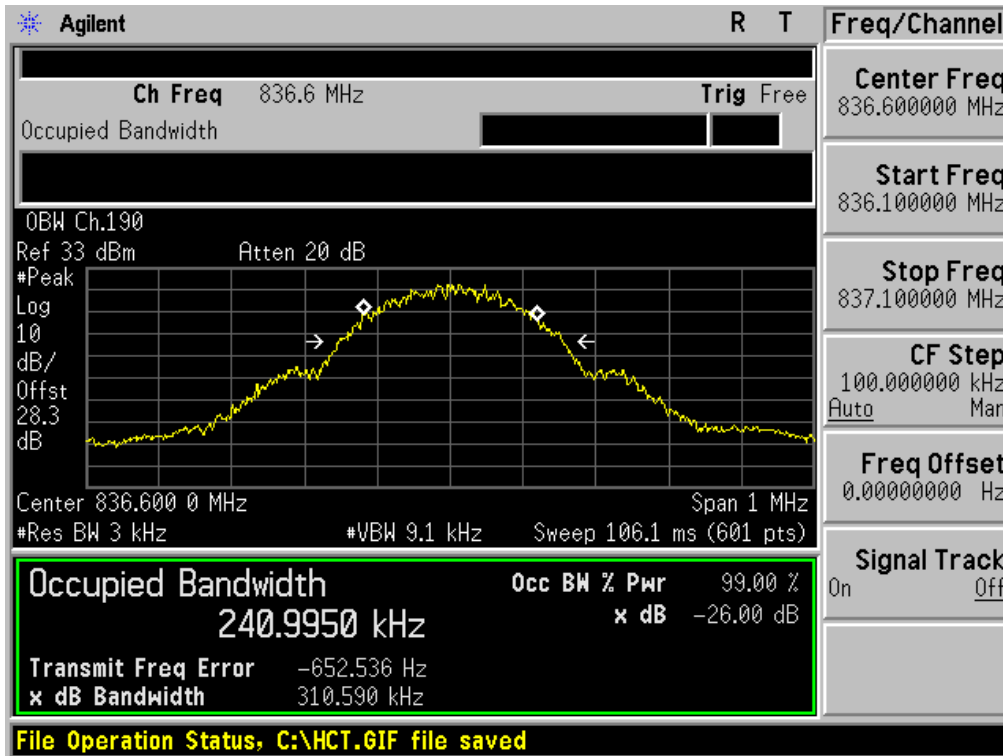 Agilent R T
Freq/Channel
Ch Freq 836.6 MHz Trig Free
Occupied Bandwidth
OBW Ch.190
Ref 33 dBm Atten 20 dB
#Peak
Log
10
dB/
Offst
28.3
dB
Center 836.600 0 MHz Span 1 MHz
#Res BW 3 kHz #VBW 9.1 kHz Sweep 106.1 ms (601 pts)
Occupied Bandwidth
240.9950 kHz
Occ BW % Pwr 99.00 %
x dB -26.00 dB
Transmit Freq Error -652.536 Hz
x dB Bandwidth 310.590 kHz
File Operation Status, C:\HCT.GIF file saved
Center Freq
836.600000 MHz
Start Freq
836.100000 MHz
Stop Freq
837.100000 MHz
CF Step
100.000000 kHz
Auto Man
Freq Offset
0.00000000 Hz
Signal Track
On Off